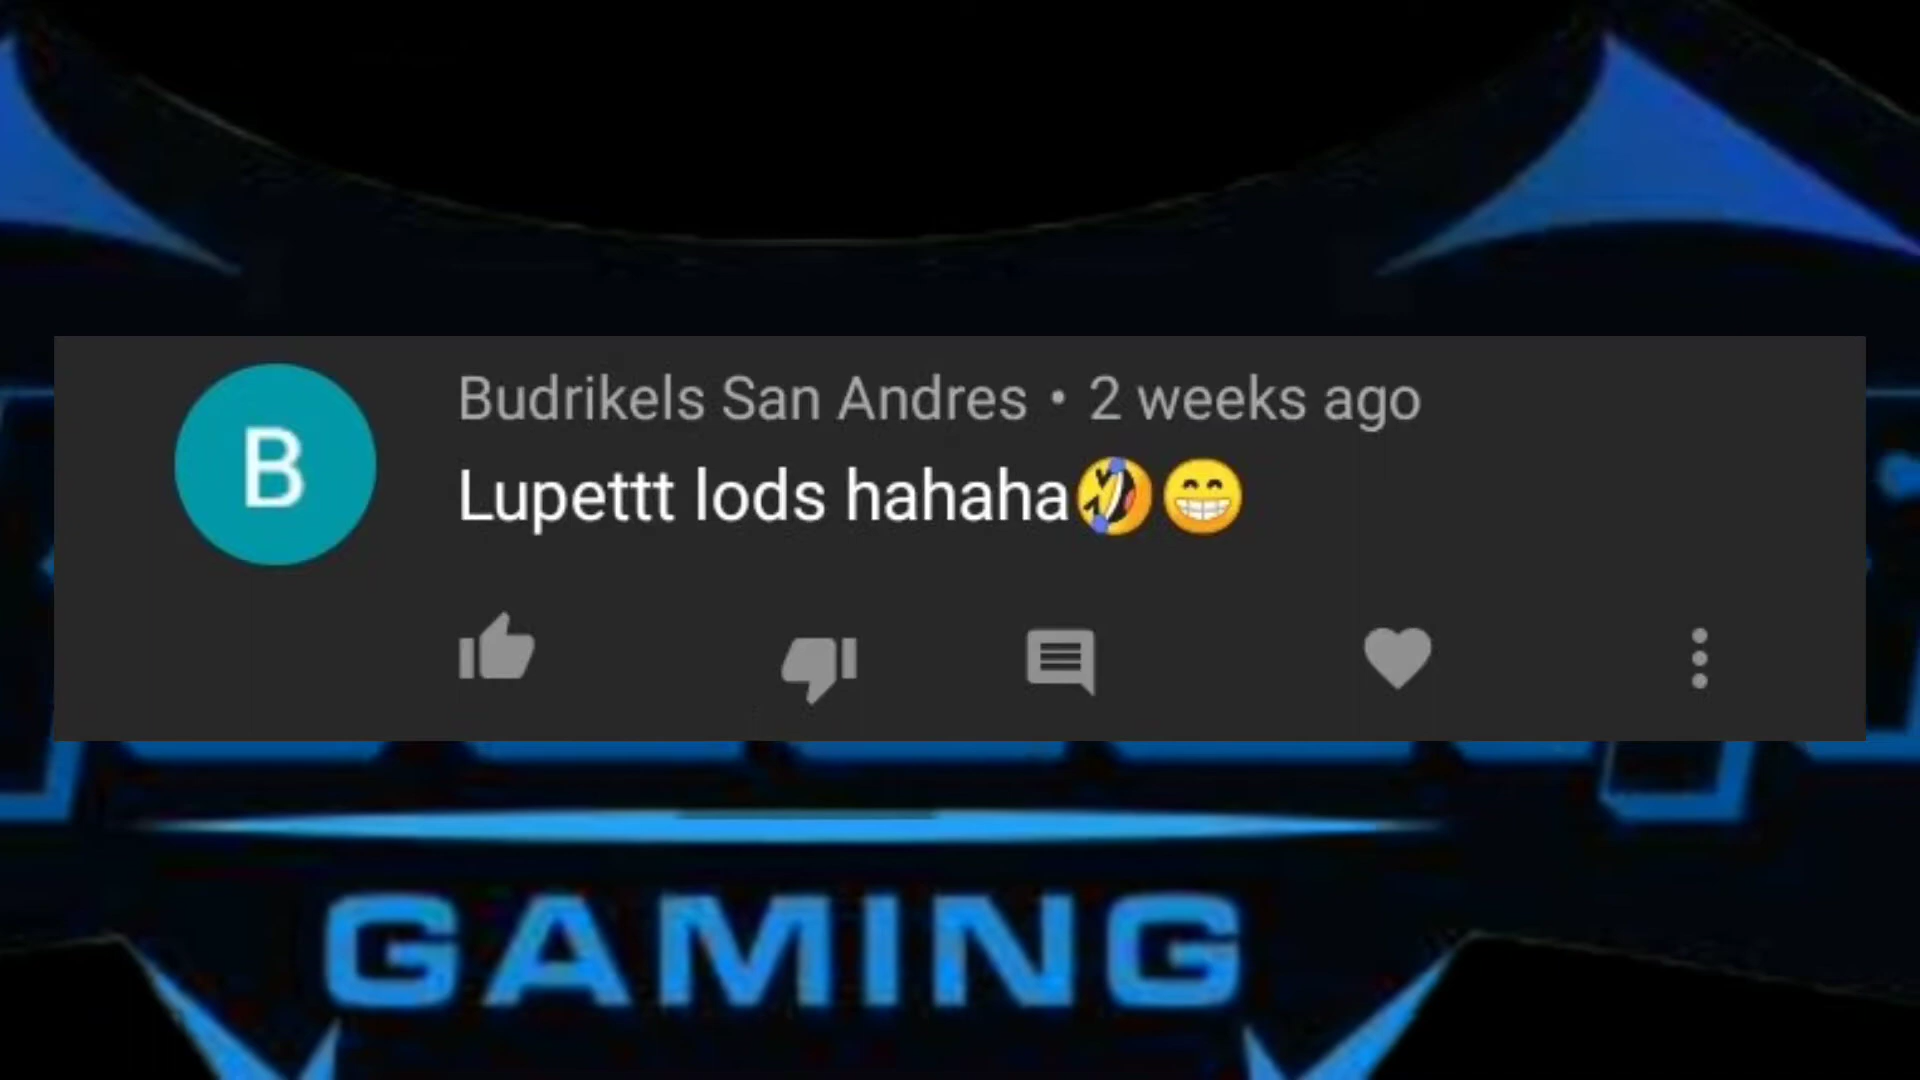 B
Budrikels San Andres • 2 weeks ago
Lupettt lods hahaha🤣😁
GAMING